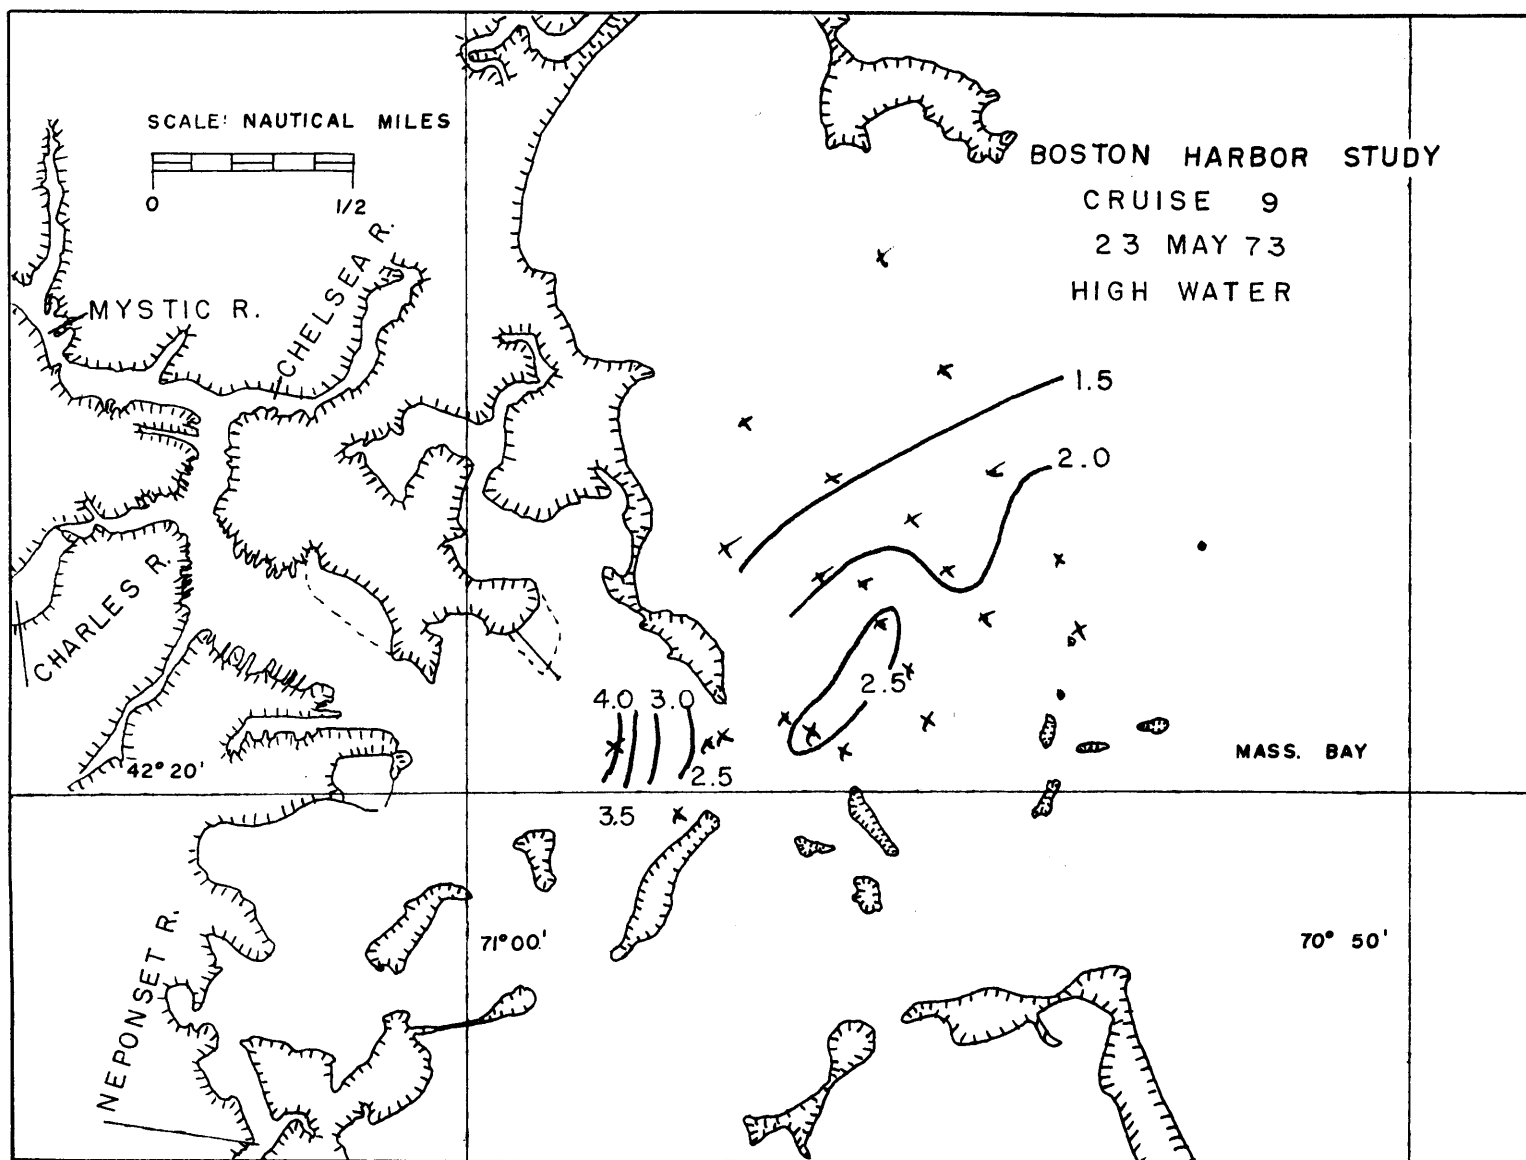 SCALE: NAUTICAL MILES
0 1/2
BOSTON HARBOR STUDY
CRUISE 9
23 MAY 73
HIGH WATER
MYSTIC R.
CHELSEA R.
CHARLES R.
NEPONSET R.
1.5
2.0
2.5
4.0 3.0
2.5
3.5
MASS. BAY
42° 20'
71° 00'
70° 50'